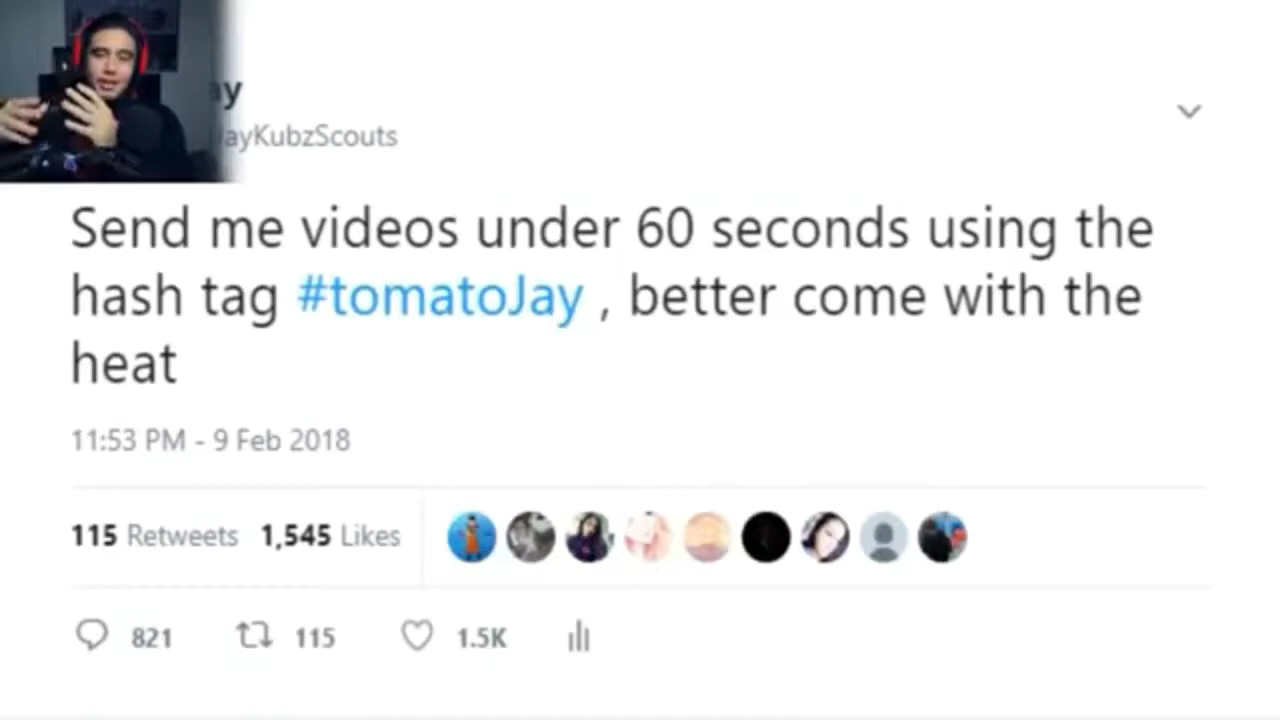 ay
ayKubzScouts
Send me videos under 60 seconds using the
hash tag #tomatoJay , better come with the
heat
11:53 PM - 9 Feb 2018
115 Retweets 1,545 Likes
821 115 1.5K